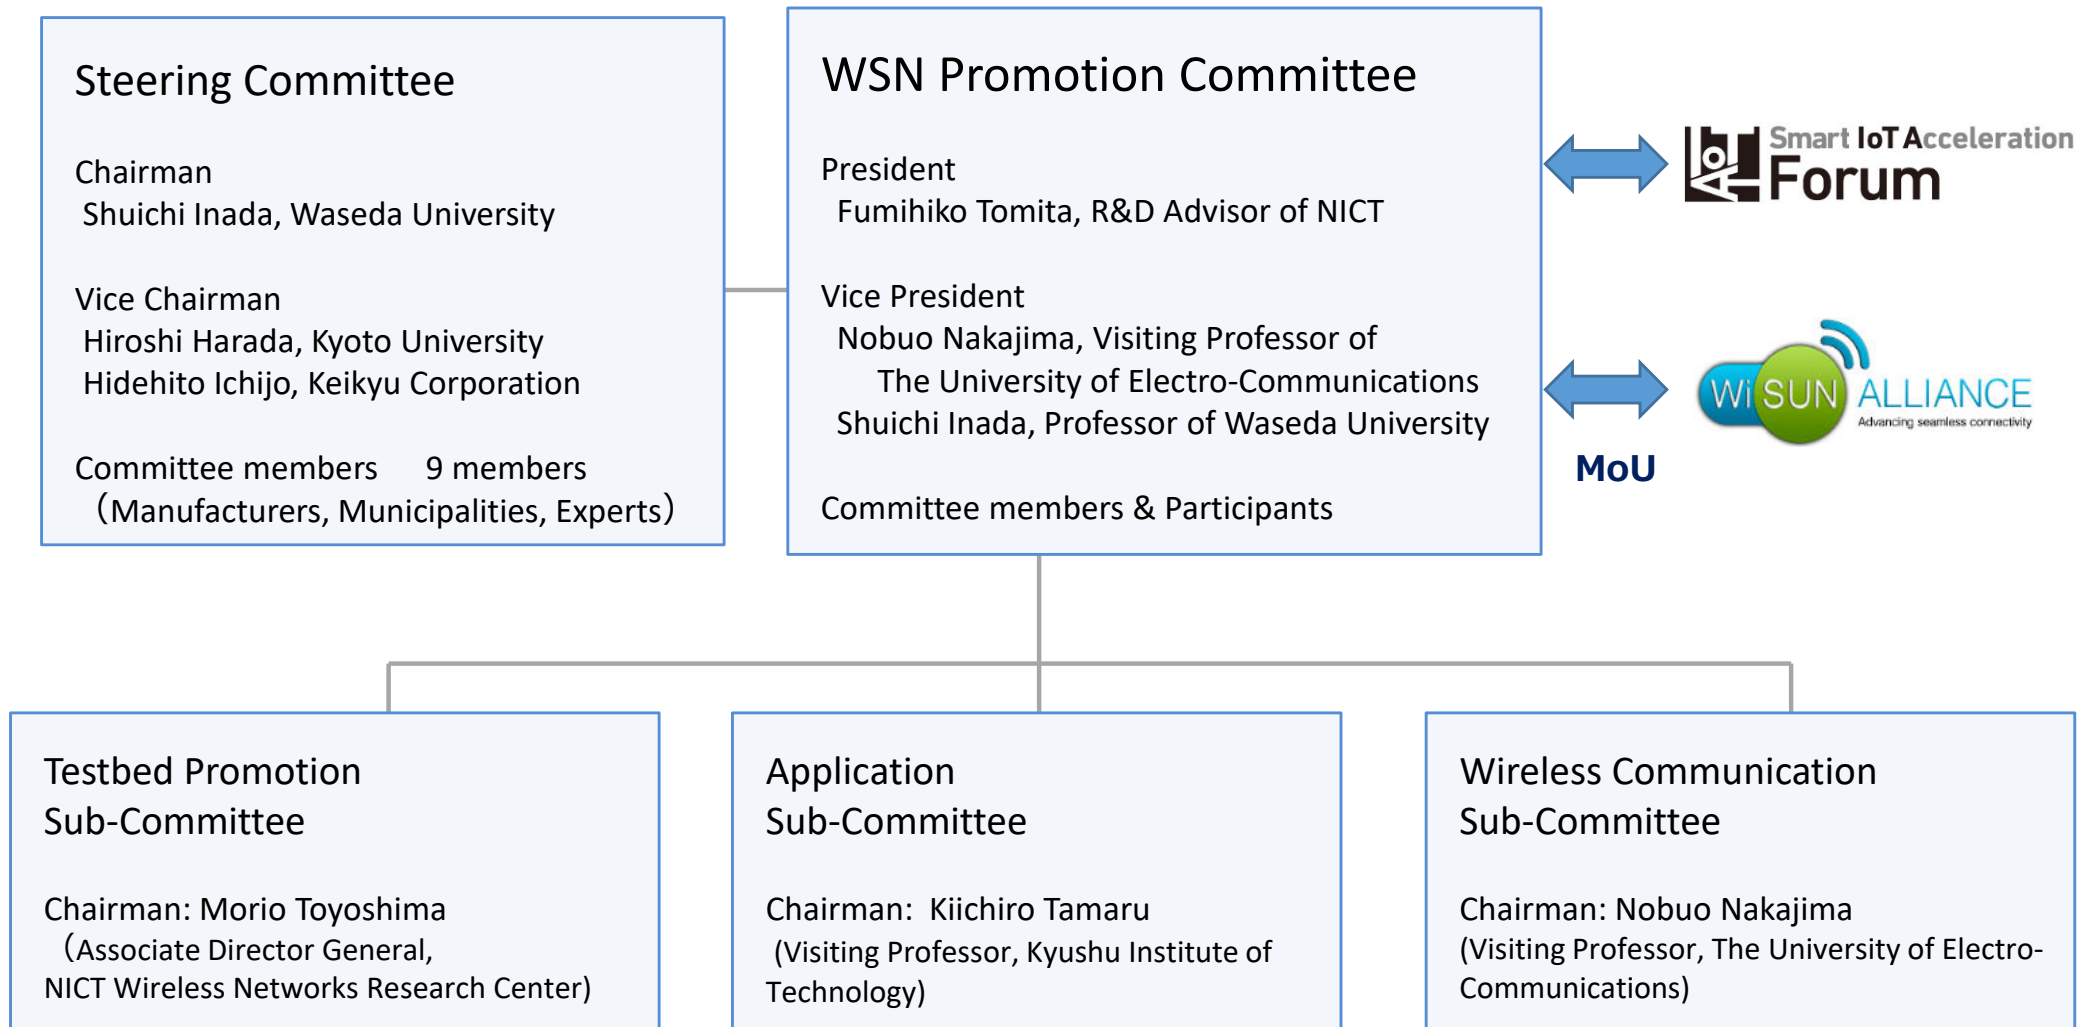 Steering Committee
Chairman
Shuichi Inada, Waseda University
Vice Chairman
Hiroshi Harada, Kyoto University
Hidehito Ichijo, Keikyu Corporation
Committee members 9 members
（Manufacturers, Municipalities, Experts）
WSN Promotion Committee
President
Fumihiko Tomita, R&D Advisor of NICT
Vice President
Nobuo Nakajima, Visiting Professor of
The University of Electro-Communications
Shuichi Inada, Professor of Waseda University
Committee members & Participants
IoT
Smart IoT Acceleration
Forum
Wi SUN ALLIANCE
Advancing seamless connectivity
MoU
Testbed Promotion
Sub-Committee
Chairman: Morio Toyoshima
（Associate Director General,
NICT Wireless Networks Research Center)
Application
Sub-Committee
Chairman: Kiichiro Tamaru
(Visiting Professor, Kyushu Institute of
Technology)
Wireless Communication
Sub-Committee
Chairman: Nobuo Nakajima
(Visiting Professor, The University of Electro-
Communications)